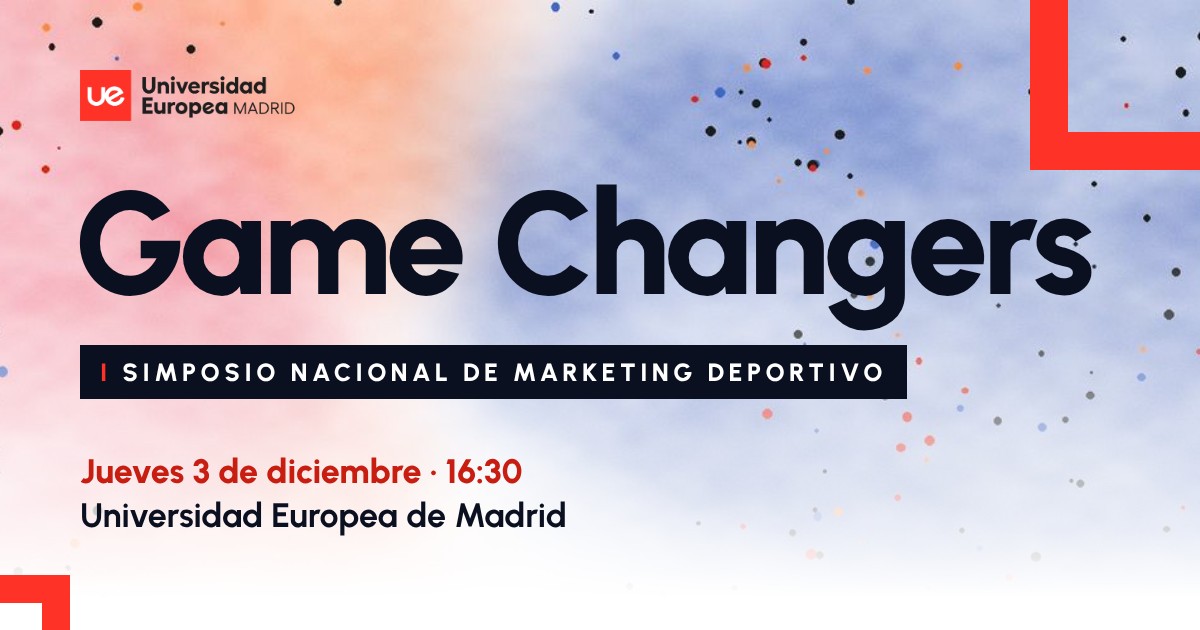 ue
Universidad
Europea MADRID
Game Changers
I SIMPOSIO NACIONAL DE MARKETING DEPORTIVO
Jueves 3 de diciembre · 16:30
Universidad Europea de Madrid